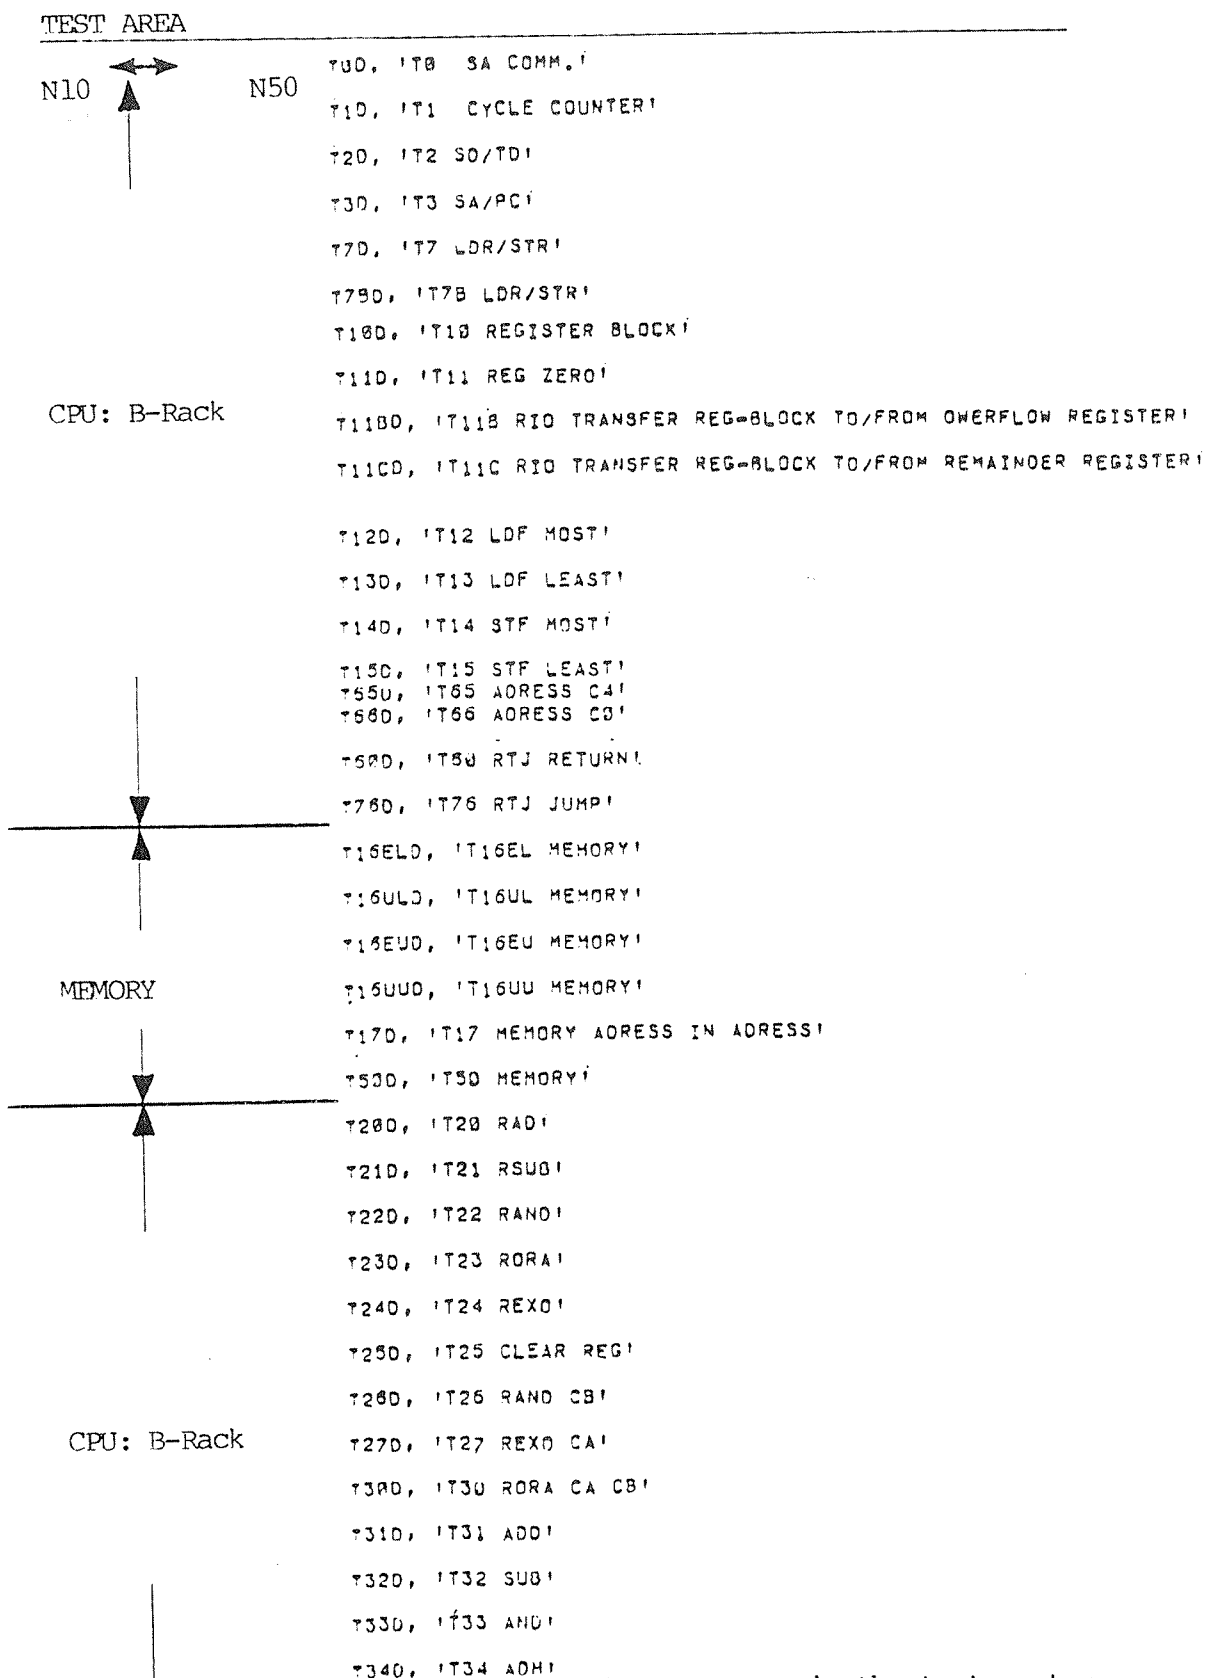 TEST AREA
N10 N50
T0D, 'T0 SA COMM.'
T1D, 'T1 CYCLE COUNTER'
T2D, 'T2 SD/TD'
T3D, 'T3 SA/PC'
T7D, 'T7 LDR/STR'
T7BD, 'T7B LDR/STR'
T10D, 'T10 REGISTER BLOCK'
T11D, 'T11 REG ZERO'
CPU: B-Rack
T11BD, 'T11B RIO TRANSFER REG-BLOCK TO/FROM OWERFLOW REGISTER'
T11CD, 'T11C RIO TRANSFER REG-BLOCK TO/FROM REMAINDER REGISTER'
T12D, 'T12 LDF MOST'
T13D, 'T13 LDF LEAST'
T14D, 'T14 STF MOST'
T15D, 'T15 STF LEAST'
T65D, 'T65 ADRESS CA'
T66D, 'T66 ADRESS CB'
RTJ RETURN'
T76D, 'T76 RTJ JUMP'
T16ELD, 'T16EL MEMORY'
T16ULD, 'T16UL MEMORY'
T16EUD, 'T16EU MEMORY'
MEMORY
T16UUD, 'T16UU MEMORY'
T17D, 'T17 MEMORY ADRESS IN ADRESS'
T50D, 'T50 MEMORY'
T20D, 'T20 RAD'
T21D, 'T21 RSUB'
T22D, 'T22 RAND'
T23D, 'T23 RORA'
T24D, 'T24 REXO'
T25D, 'T25 CLEAR REG'
T26D, 'T26 RAND CB'
CPU: B-Rack
T27D, 'T27 REXO CA'
T30D, 'T30 RORA CA CB'
T31D, 'T31 ADD'
T32D, 'T32 SUB'
T33D, 'T33 AND'
T34D, 'T34 ADM'